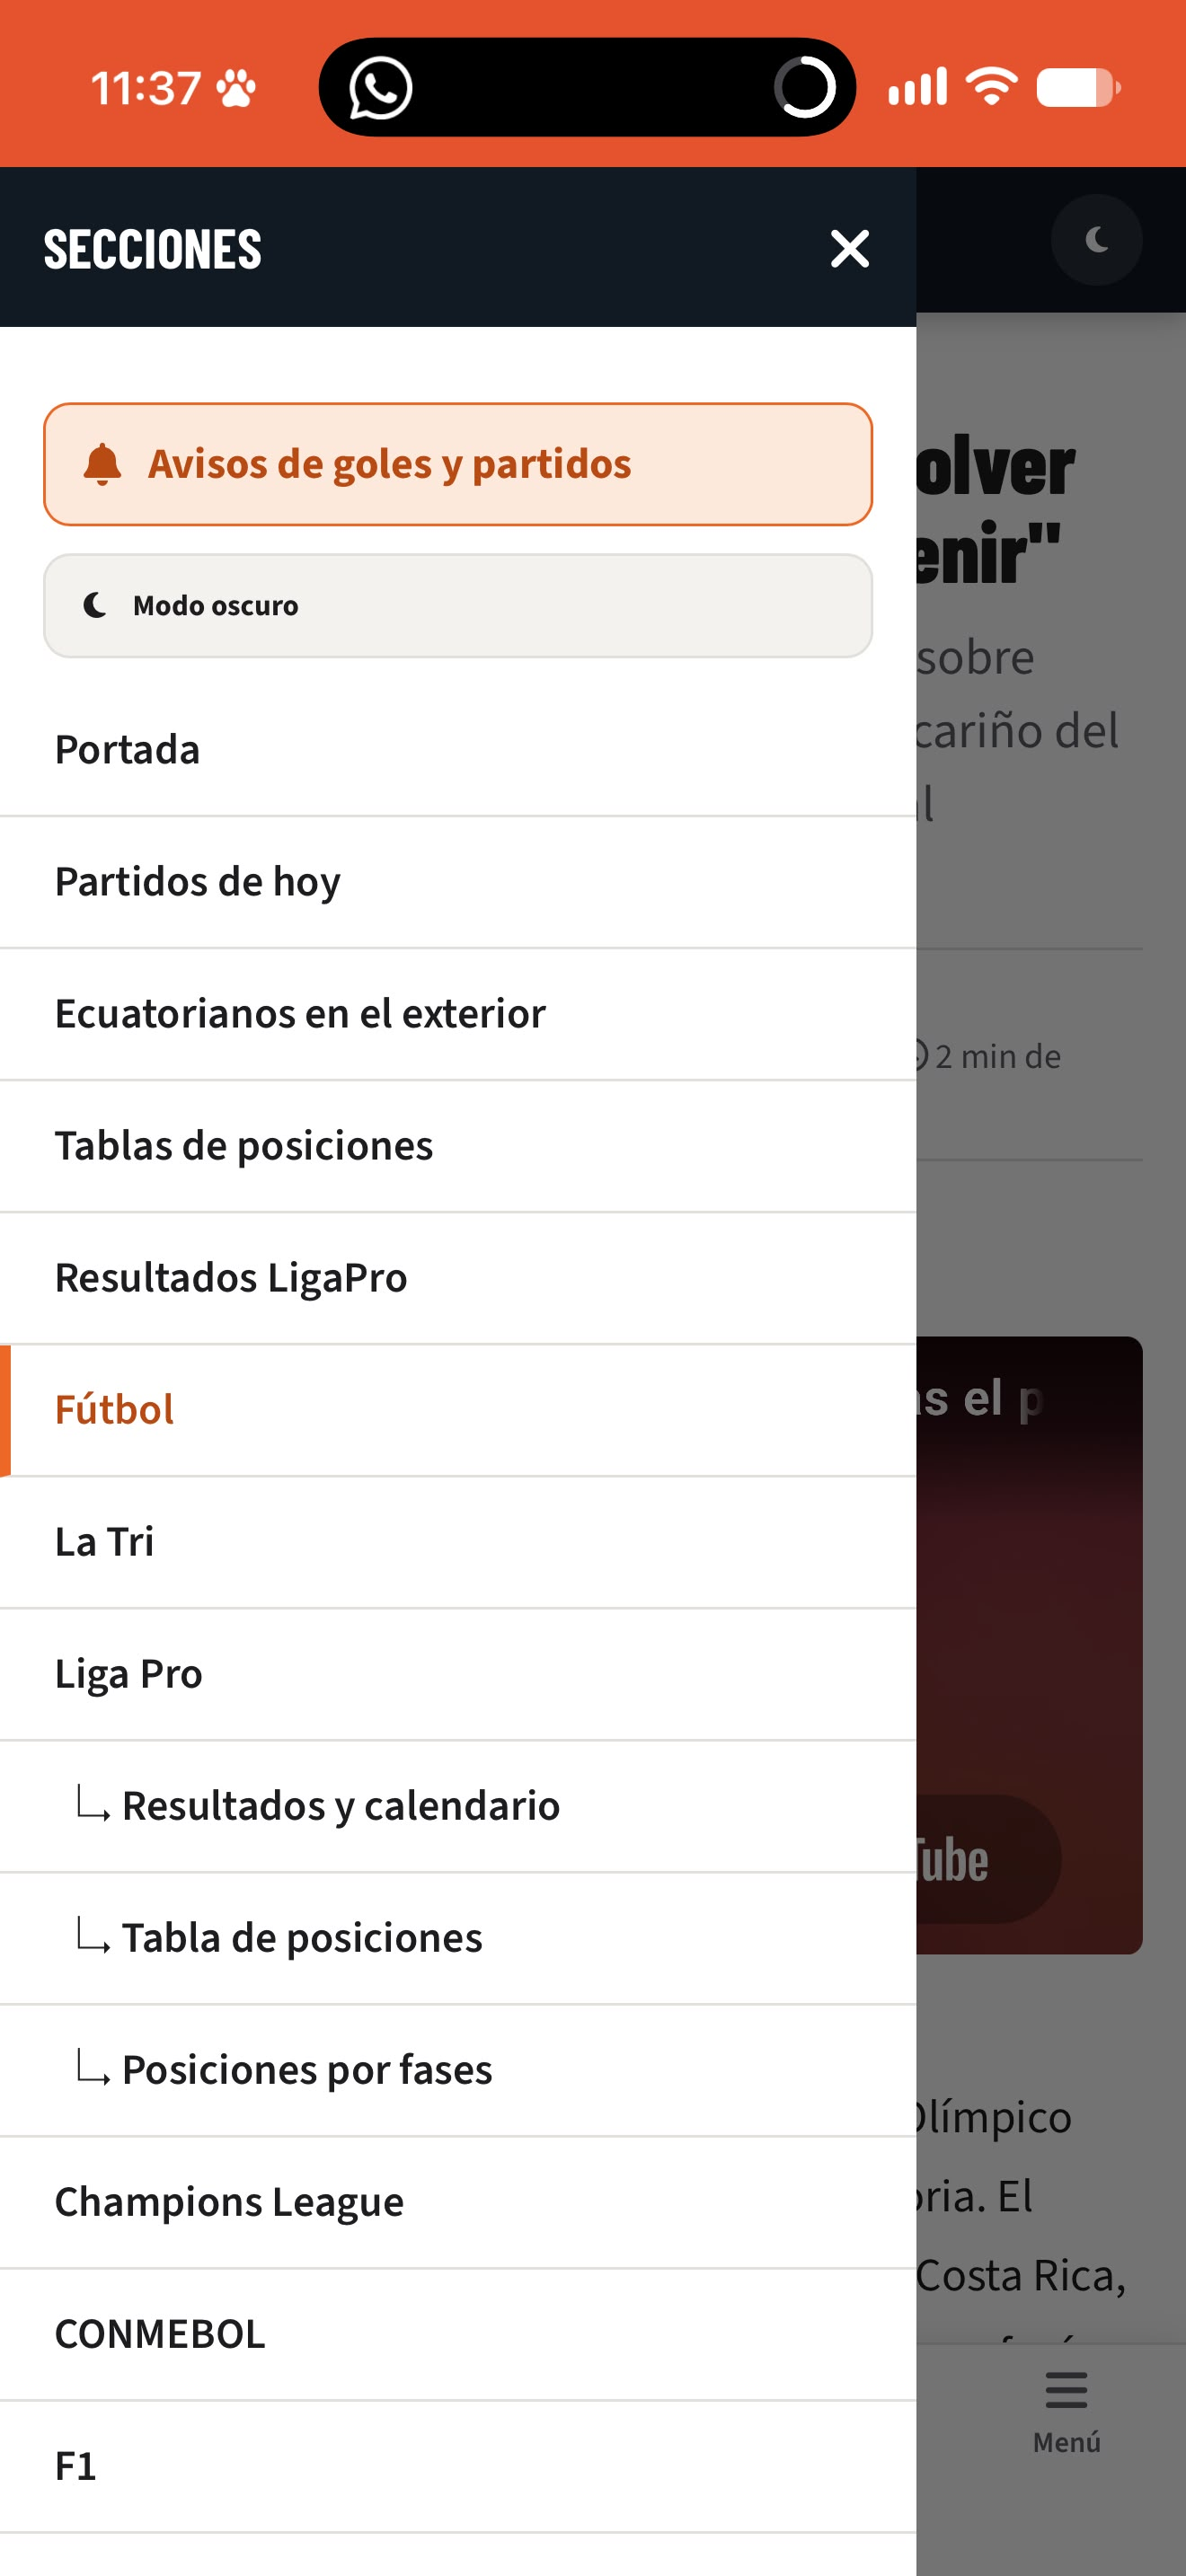 11:37
SECCIONES
Avisos de goles y partidos
Modo oscuro
Portada
Partidos de hoy
Ecuatorianos en el exterior
Tablas de posiciones
Resultados LigaPro
Fútbol
La Tri
Liga Pro
Resultados y calendario
Tabla de posiciones
Posiciones por fases
Champions League
CONMEBOL
F1
olver
enir"
sobre
cariño del
2 min de
as el p
Tube
Olímpico
oria. El
Costa Rica,
Menú